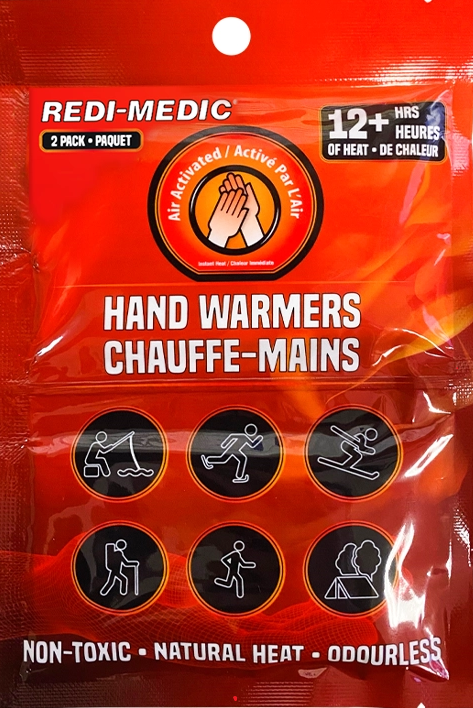 REDI-MEDIC
2 PACK • PAQUET
12+ HRS
HEURES
OF HEAT • DE CHALEUR
Air Activated / Activé Par L'Air
Instant Heat / Chaleur Immédiate
HAND WARMERS
CHAUFFE-MAINS
NON-TOXIC • NATURAL HEAT • ODOURLESS